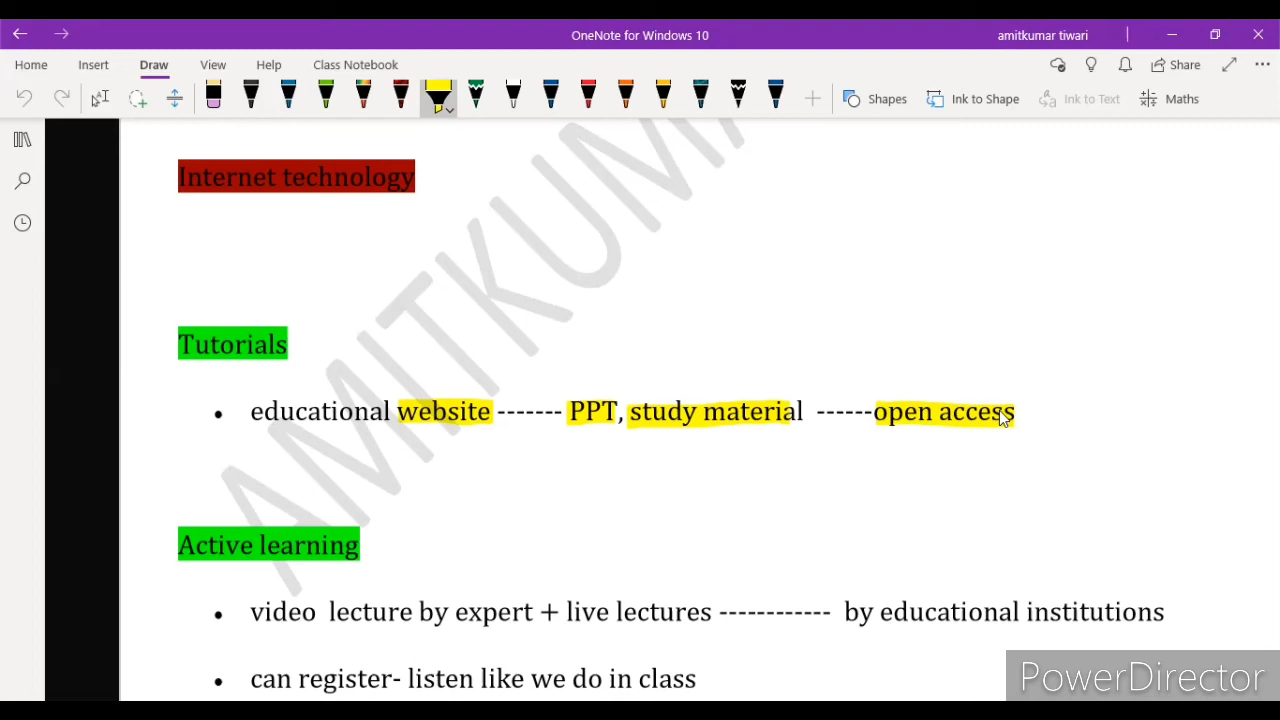 OneNote for Windows 10
amitkumar tiwari
Home Insert Draw View Help Class Notebook
Share
Shapes Ink to Shape Ink to Text Maths
AMITKUMA
Internet technology
Tutorials
• educational website ------- PPT, study material ------open access
Active learning
• video lecture by expert + live lectures ------------ by educational institutions
• can register- listen like we do in class
PowerDirector